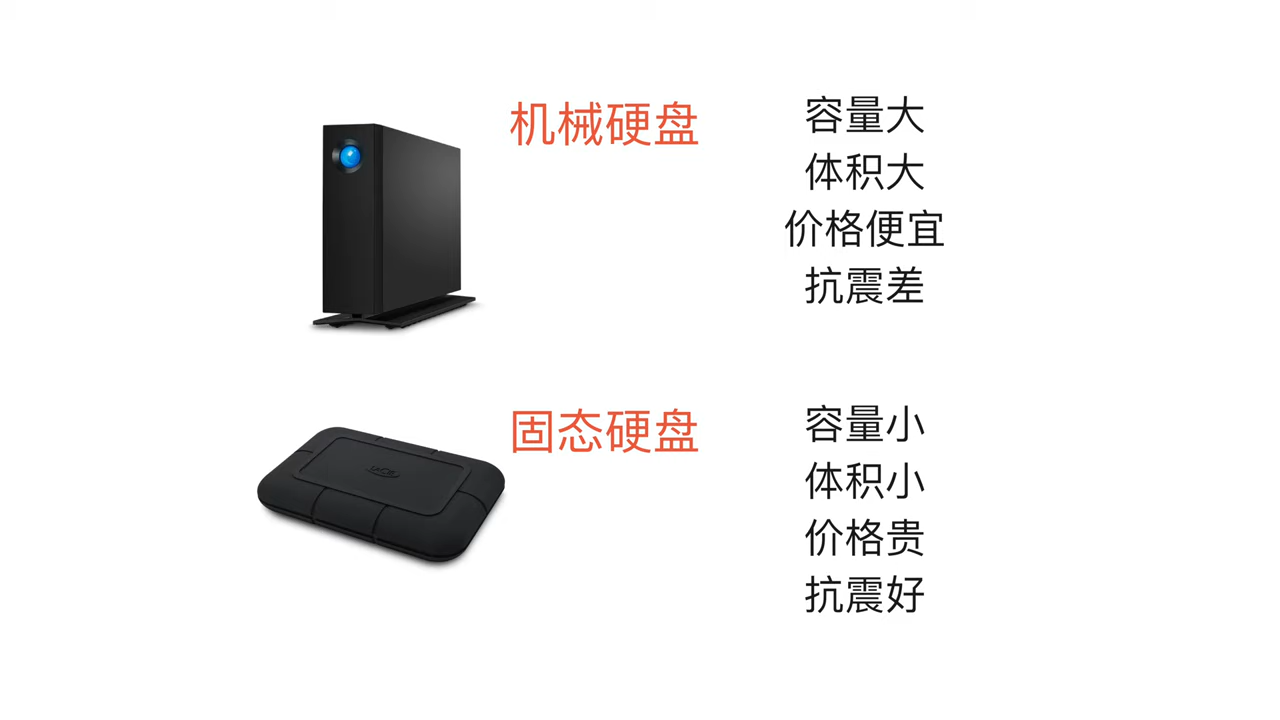 机械硬盘
容量大
体积大
价格便宜
抗震差
固态硬盘
容量小
体积小
价格贵
抗震好